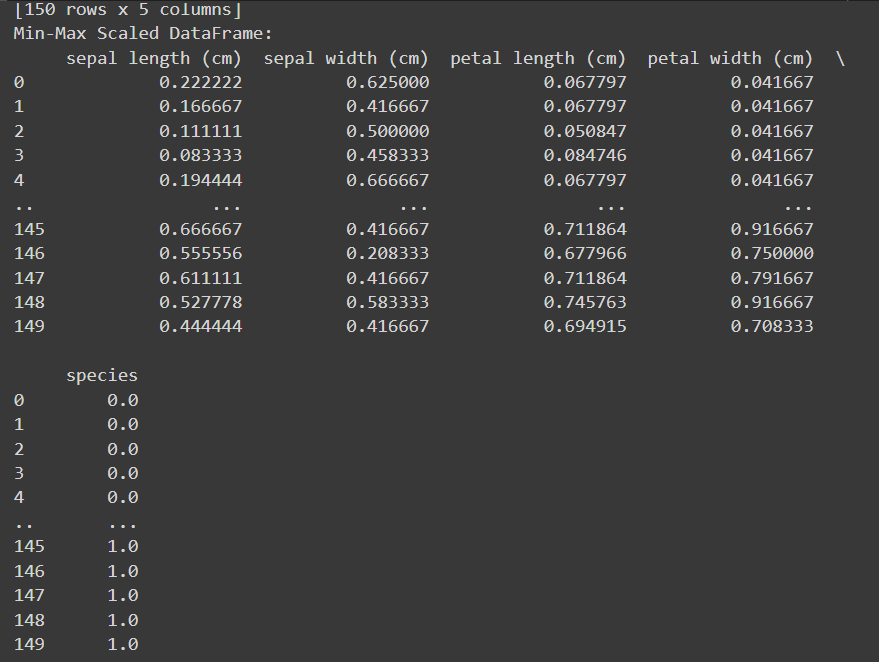 [150 rows x 5 columns]
Min-Max Scaled DataFrame:
     sepal length (cm)  sepal width (cm)  petal length (cm)  petal width (cm)  \
0             0.222222          0.625000           0.067797          0.041667
1             0.166667          0.416667           0.067797          0.041667
2             0.111111          0.500000           0.050847          0.041667
3             0.083333          0.458333           0.084746          0.041667
4             0.194444          0.666667           0.067797          0.041667
..                 ...               ...                ...               ...
145           0.666667          0.416667           0.711864          0.916667
146           0.555556          0.208333           0.677966          0.750000
147           0.611111          0.416667           0.711864          0.791667
148           0.527778          0.583333           0.745763          0.916667
149           0.444444          0.416667           0.694915          0.708333
     species
0        0.0
1        0.0
2        0.0
3        0.0
4        0.0
..       ...
145      1.0
146      1.0
147      1.0
148      1.0
149      1.0